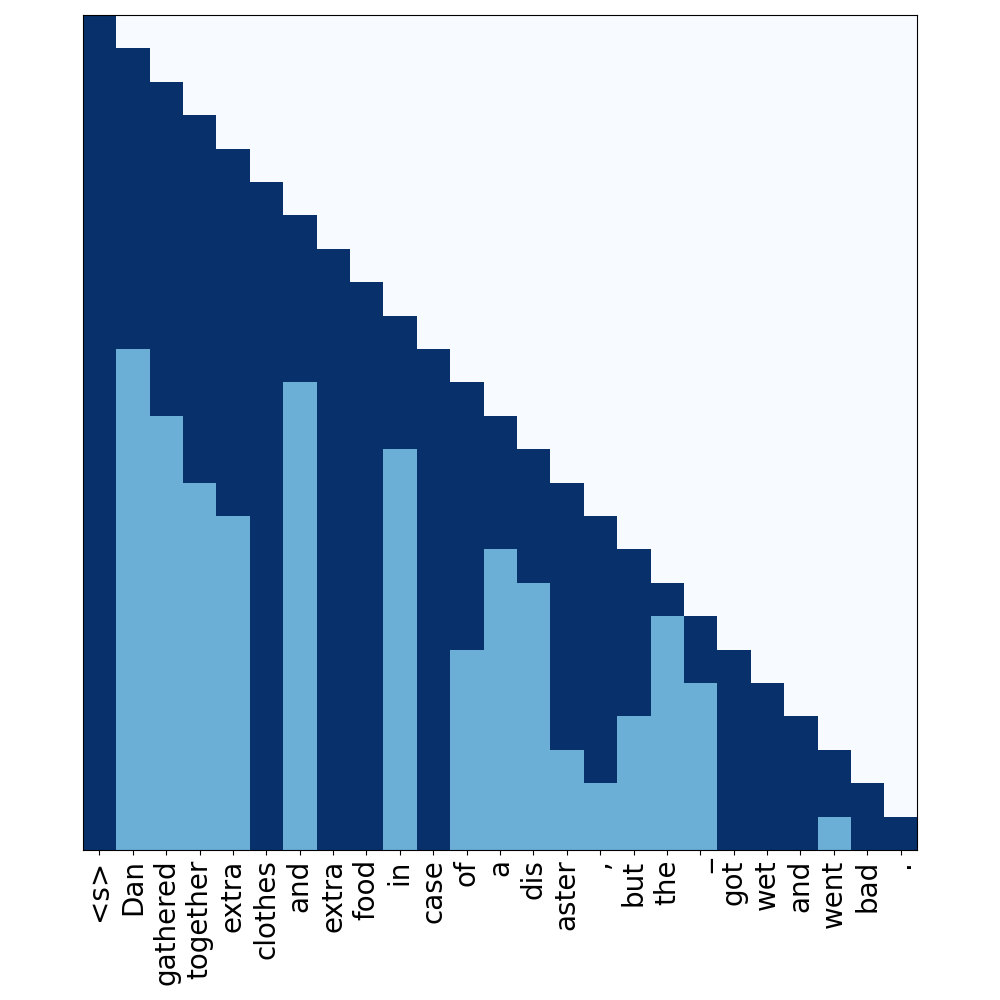 <s>
Dan
gathered
together
extra
clothes
and
extra
food
in
case
of
a
dis
aster
,
but
the
_
got
wet
and
went
bad
.